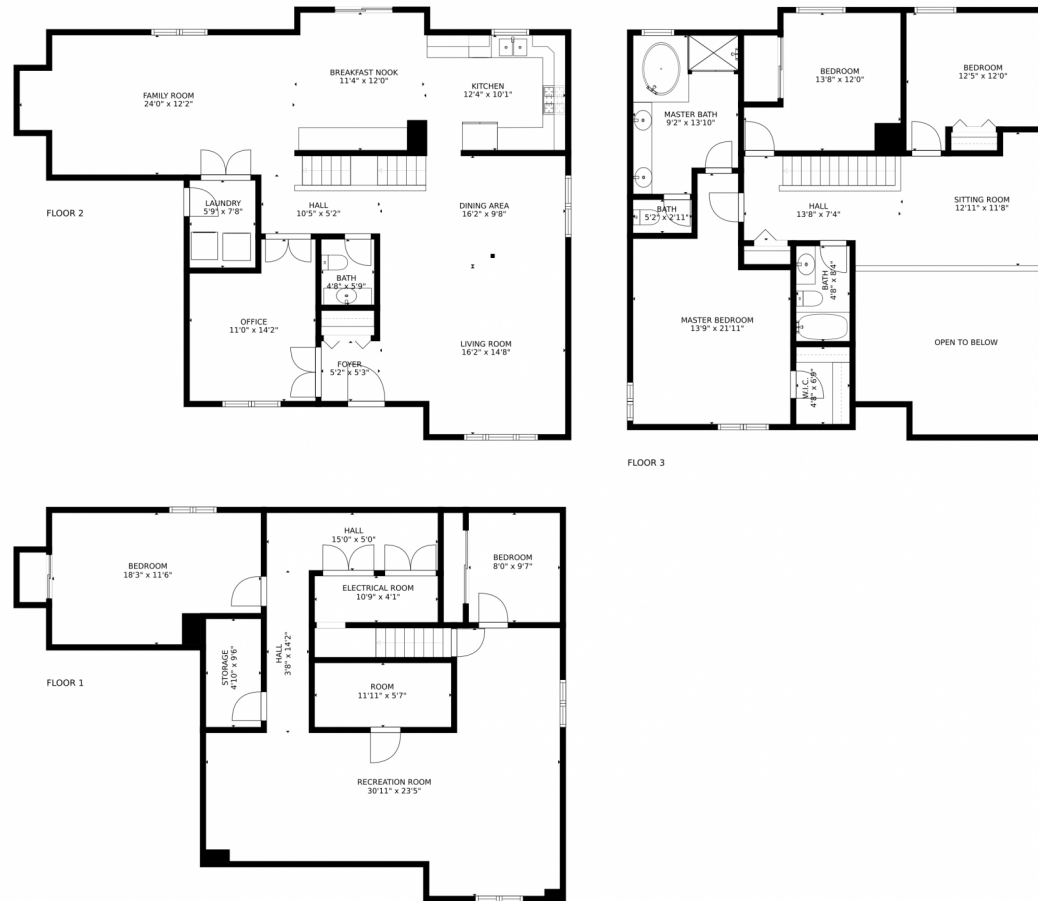 BREAKFAST NOOK
11'4" x 12'0"
KITCHEN
12'4" x 10'1"
FAMILY ROOM
24'0" x 12'2"
LAUNDRY
5'9" x 7'8"
FLOOR 2
HALL
10'5" x 5'2"
DINING AREA
16'2" x 9'8"
BATH
4'8" x 5'9"
OFFICE
11'0" x 14'2"
LIVING ROOM
16'2" x 14'8"
FOYER
5'2" x 5'3"
BEDROOM
13'8" x 12'0"
BEDROOM
12'5" x 12'0"
MASTER BATH
9'2" x 13'10"
BATH
5'2" x 2'11"
HALL
13'8" x 7'4"
SITTING ROOM
12'11" x 11'8"
BATH
4'8" x 8'4"
MASTER BEDROOM
13'9" x 21'11"
OPEN TO BELOW
W.I.C.
4'8" x 6'9"
FLOOR 3
HALL
15'0" x 5'0"
BEDROOM
18'3" x 11'6"
BEDROOM
8'0" x 9'7"
ELECTRICAL ROOM
10'9" x 4'1"
HALL
3'8" x 14'2"
STORAGE
4'10" x 9'6"
FLOOR 1
ROOM
11'11" x 5'7"
RECREATION ROOM
30'11" x 23'5"